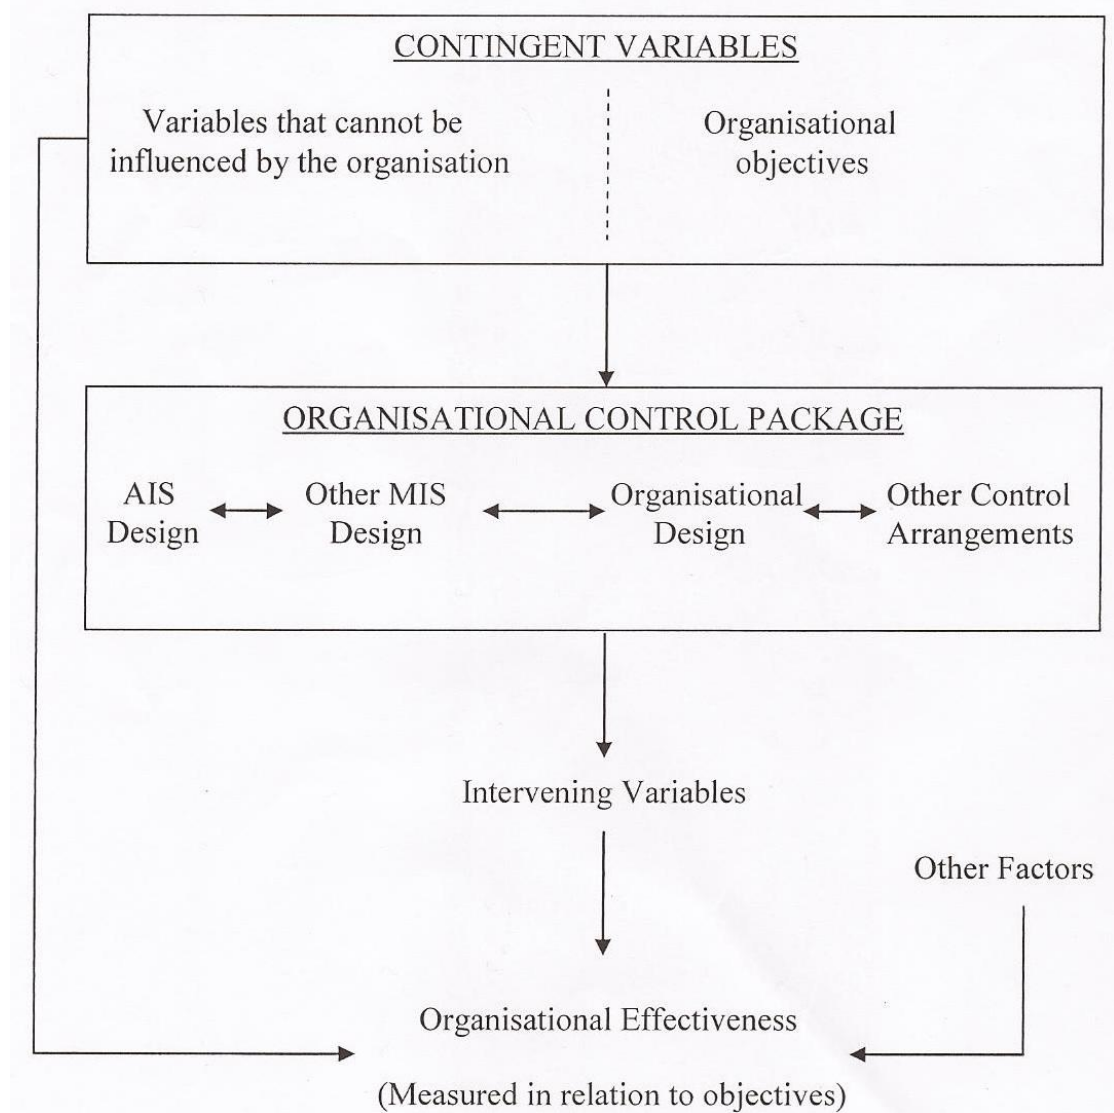 CONTINGENT VARIABLES
Variables that cannot be
influenced by the organisation
Organisational
objectives
ORGANISATIONAL CONTROL PACKAGE
AIS
Design
Other MIS
Design
Organisational
Design
Other Control
Arrangements
Intervening Variables
Other Factors
Organisational Effectiveness
(Measured in relation to objectives)